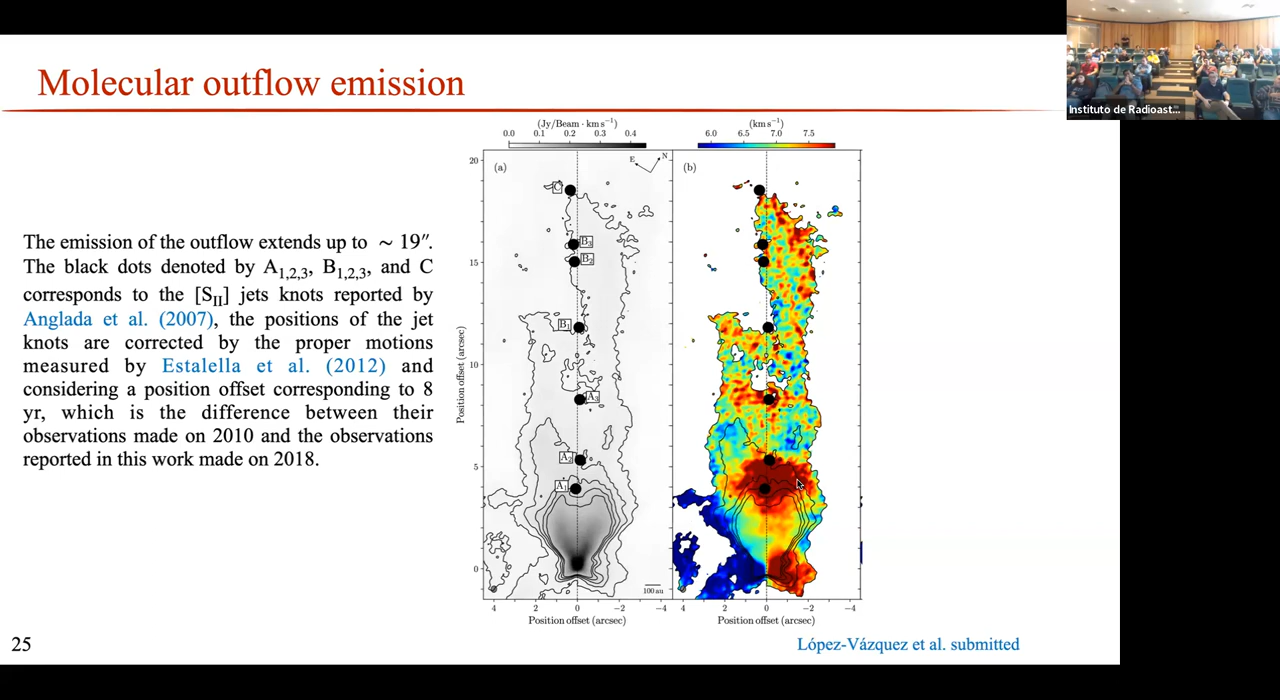 Molecular outflow emission
Instituto de Radioast...
The emission of the outflow extends up to ∼ 19″.
The black dots denoted by A1,2,3, B1,2,3, and C
corresponds to the [SII] jets knots reported by
Anglada et al. (2007), the positions of the jet
knots are corrected by the proper motions
measured by Estalella et al. (2012) and
considering a position offset corresponding to 8
yr, which is the difference between their
observations made on 2010 and the observations
reported in this work made on 2018.
(Jy/Beam · km s−1)
0.0 0.1 0.2 0.3 0.4
(km s−1)
6.0 6.5 7.0 7.5
(a)
E N
(b)
20
15
10
5
0
Position offset (arcsec)
C
B3
B2
B1
A3
A2
A1
100 au
4 2 0 −2 −4
Position offset (arcsec)
4 2 0 −2 −4
Position offset (arcsec)
25
López-Vázquez et al. submitted